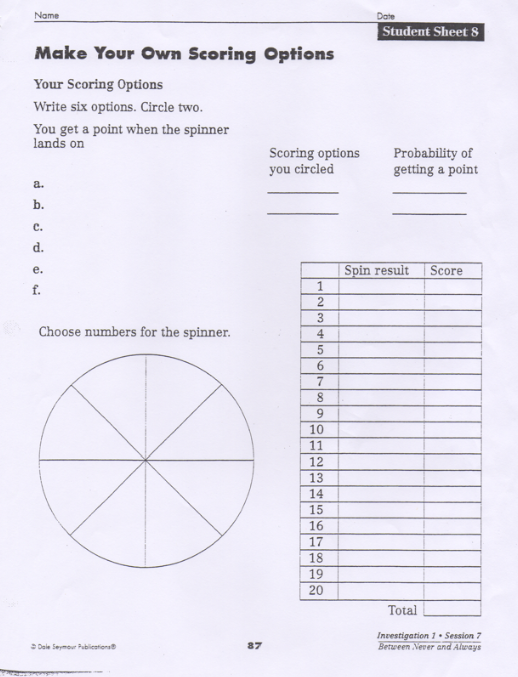 Name
Date
Student Sheet 8
Make Your Own Scoring Options
Your Scoring Options
Write six options. Circle two.
You get a point when the spinner
lands on
Scoring options
you circled
Probability of
getting a point
a.
b.
c.
d.
e.
f.
Choose numbers for the spinner.
Spin result Score
1
2
3
4
5
6
7
8
9
10
11
12
13
14
15
16
17
18
19
20
Total
© Dale Seymour Publications®
87
Investigation 1 • Session 7
Between Never and Always